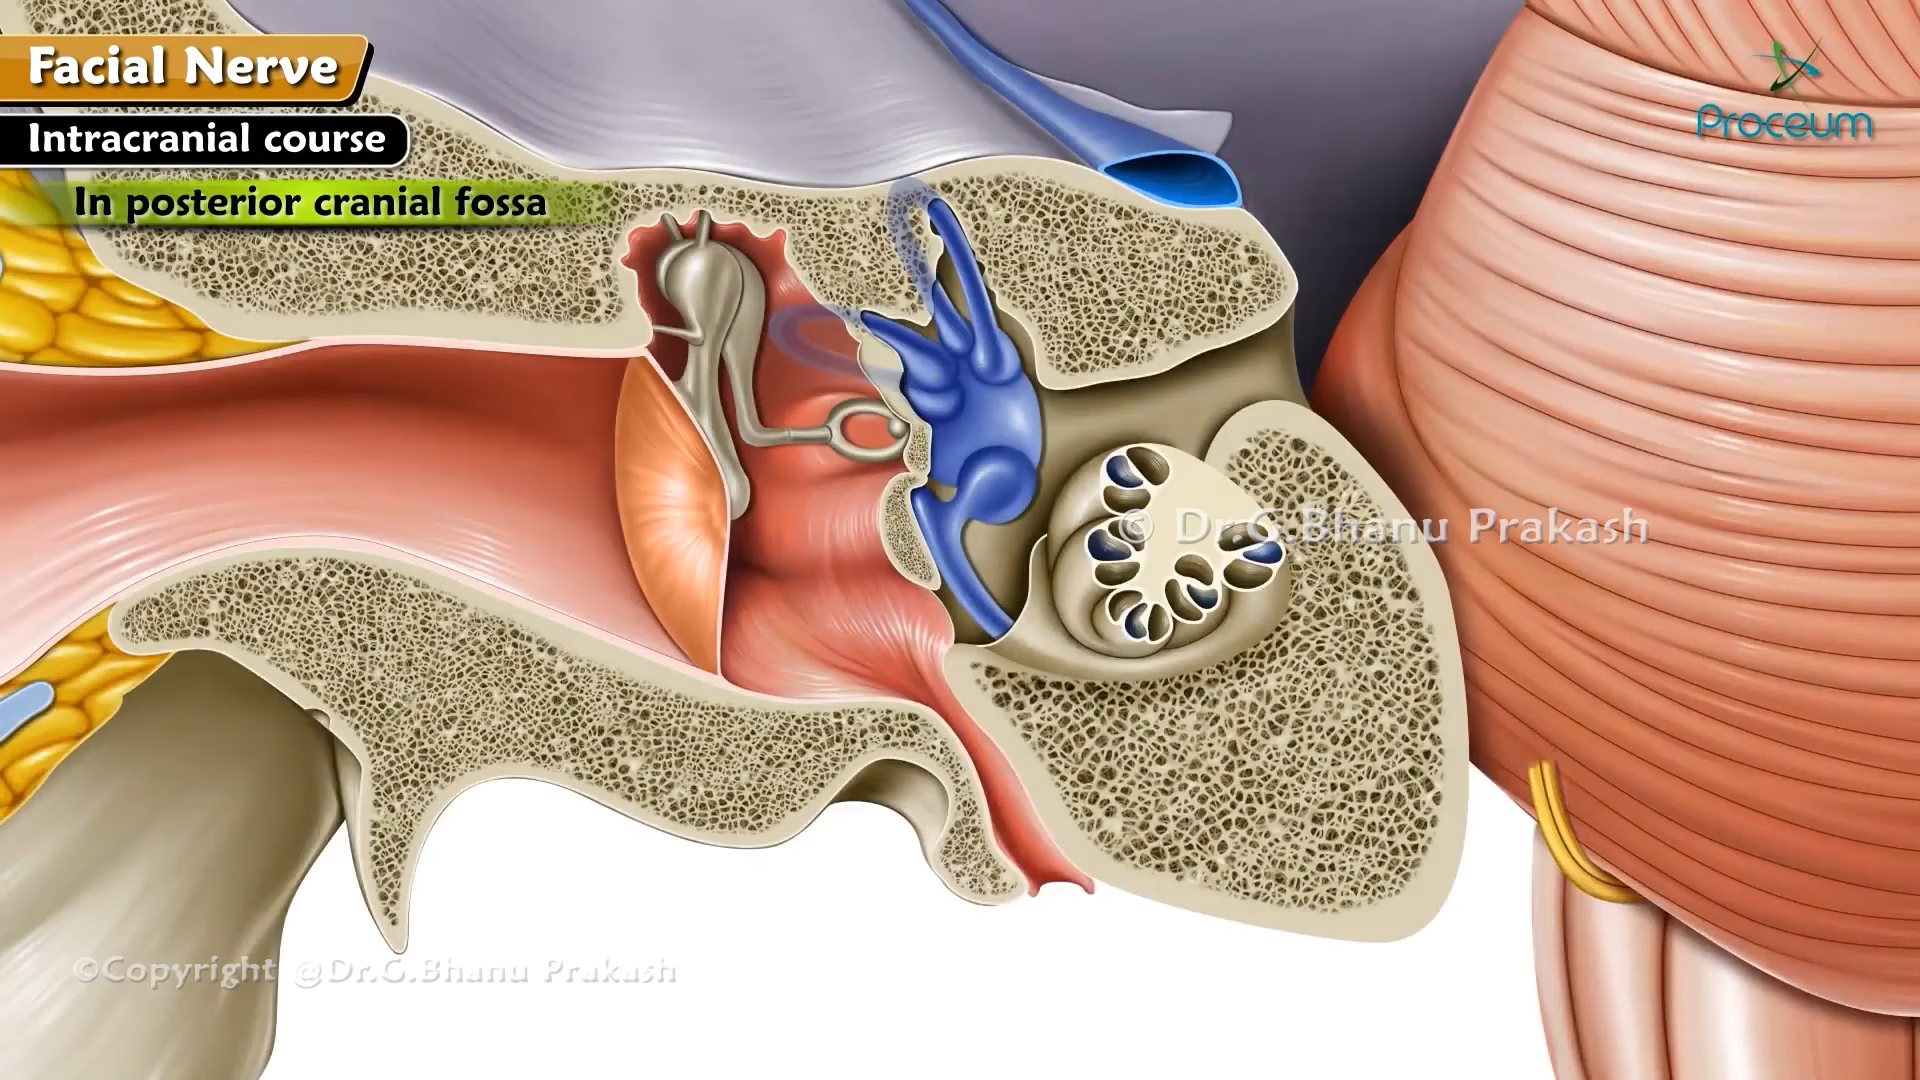 Facial Nerve
Intracranial course
In posterior cranial fossa
Proceum
© Dr.G.Bhanu Prakash
©Copyright @Dr.G.Bhanu Prakash